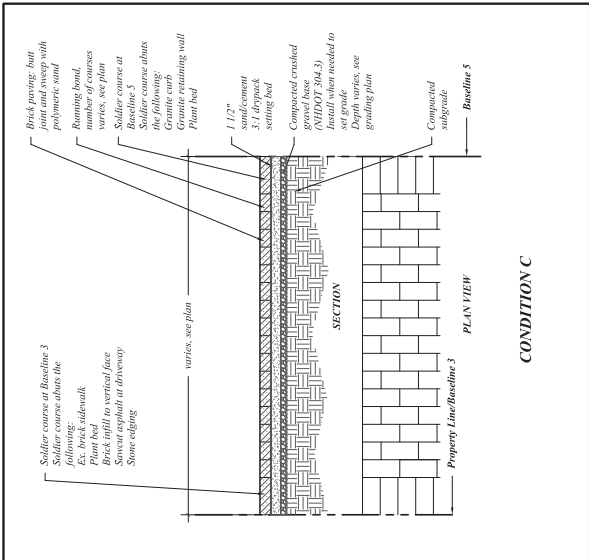 Soldier course at Baseline 3
Soldier course abuts the
following:
Ex. brick sidewalk
Plant bed
Brick infill to vertical face
Sawcut asphalt at driveway
Stone edging
varies, see plan
Brick paving: butt
joint and sweep with
polymeric sand
Running bond,
number of courses
varies, see plan
Soldier course at
Baseline 5
Soldier course abuts
the following:
Granite curb
Granite retaining wall
Plant bed
1 1/2"
sand/cement
3:1 drypack
setting bed
Compacted crushed
gravel base
(NHDOT 304.3)
Install when needed to
set grade
Depth varies, see
grading plan
Compacted
subgrade
SECTION
Property Line/Baseline 3
PLAN VIEW
Baseline 5
CONDITION C